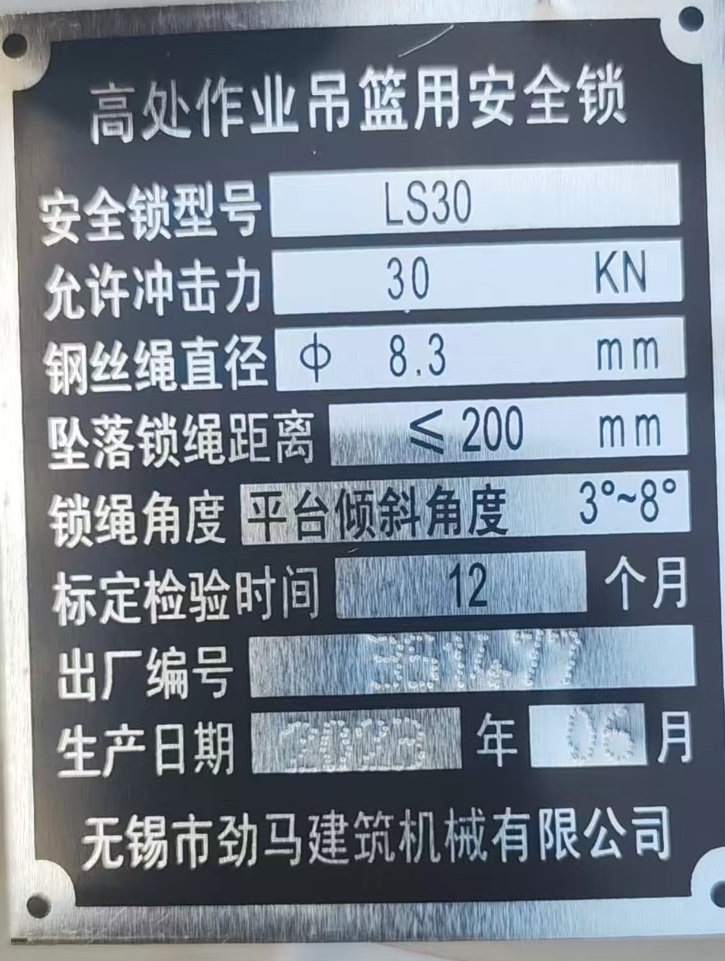 高处作业吊篮用安全锁
安全锁型号 LS30
允许冲击力 30 KN
钢丝绳直径 Φ 8.3 mm
坠落锁绳距离 ≤200 mm
锁绳角度 平台倾斜角度 3°~8°
标定检验时间 12 个月
出厂编号
生产日期 2023 年 06 月
无锡市劲马建筑机械有限公司